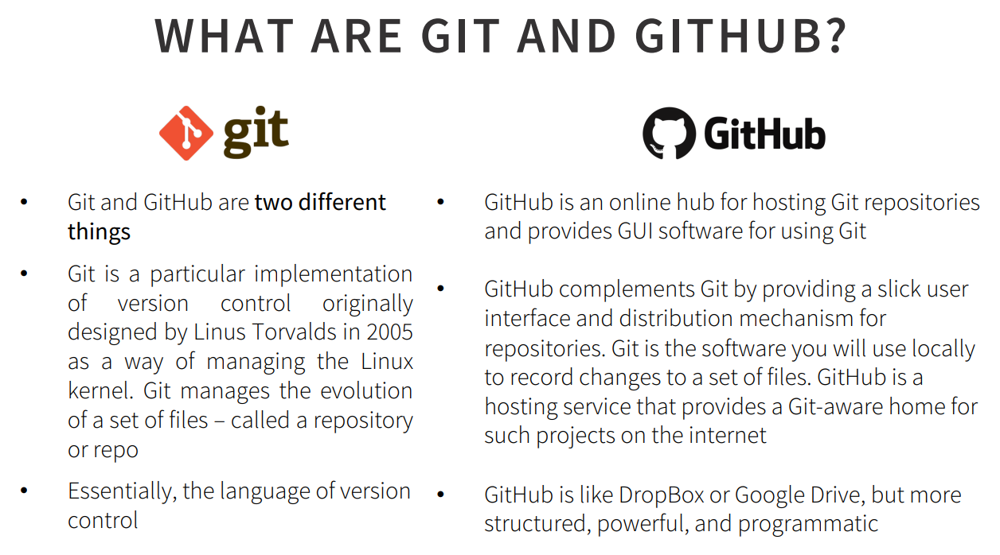 WHAT ARE GIT AND GITHUB?
git
• Git and GitHub are two different
things
• Git is a particular implementation
of version control originally
designed by Linus Torvalds in 2005
as a way of managing the Linux
kernel. Git manages the evolution
of a set of files – called a repository
or repo
• Essentially, the language of version
control
GitHub
• GitHub is an online hub for hosting Git repositories
and provides GUI software for using Git
• GitHub complements Git by providing a slick user
interface and distribution mechanism for
repositories. Git is the software you will use locally
to record changes to a set of files. GitHub is a
hosting service that provides a Git-aware home for
such projects on the internet
• GitHub is like DropBox or Google Drive, but more
structured, powerful, and programmatic